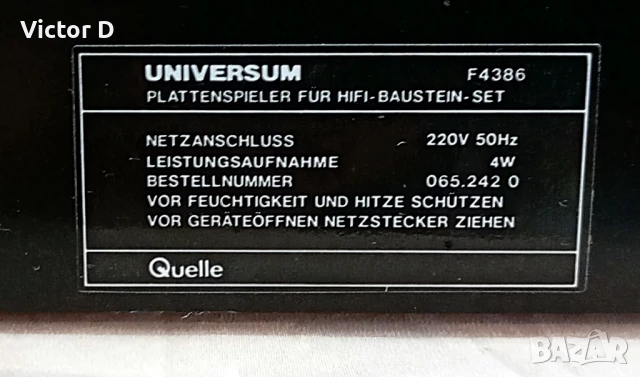 Victor D
UNIVERSUM F4386
PLATTENSPIELER FÜR HIFI-BAUSTEIN-SET
NETZANSCHLUSS 220V 50Hz
LEISTUNGSAUFNAHME 4W
BESTELLNUMMER 065.242 0
VOR FEUCHTIGKEIT UND HITZE SCHÜTZEN
VOR GERÄTEÖFFNEN NETZSTECKER ZIEHEN
Quelle
BAZAR